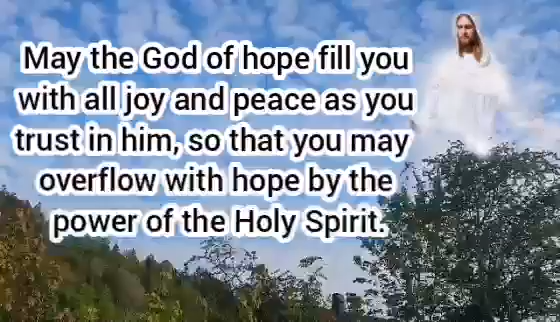 May the God of hope fill you
with all joy and peace as you
trust in him, so that you may
overflow with hope by the
power of the Holy Spirit.